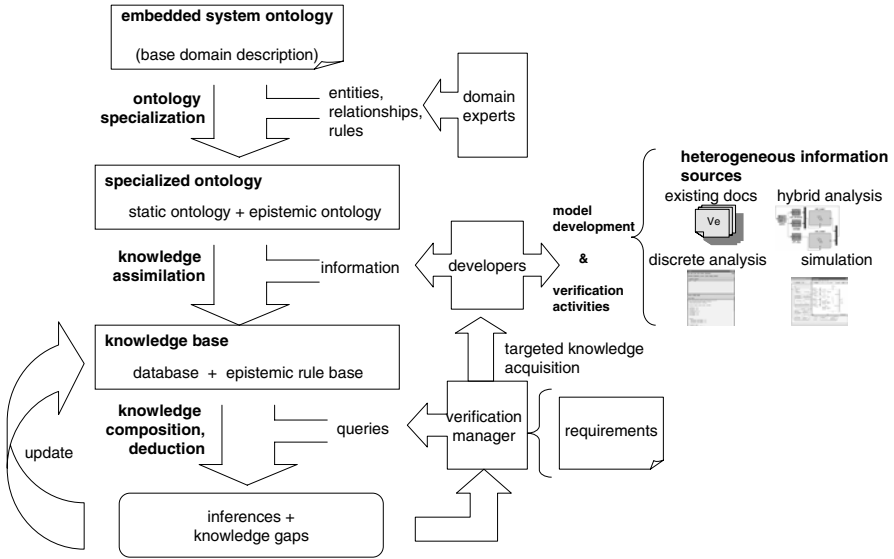 embedded system ontology
(base domain description)
ontology
specialization
entities,
relationships,
rules
domain
experts
specialized ontology
static ontology + epistemic ontology
heterogeneous information
sources
existing docs
hybrid analysis
Ve
discrete analysis
simulation
model
development
&
verification
activities
knowledge
assimilation
information
developers
knowledge base
database + epistemic rule base
targeted knowledge
acquisition
knowledge
composition,
deduction
queries
verification
manager
requirements
update
inferences +
knowledge gaps